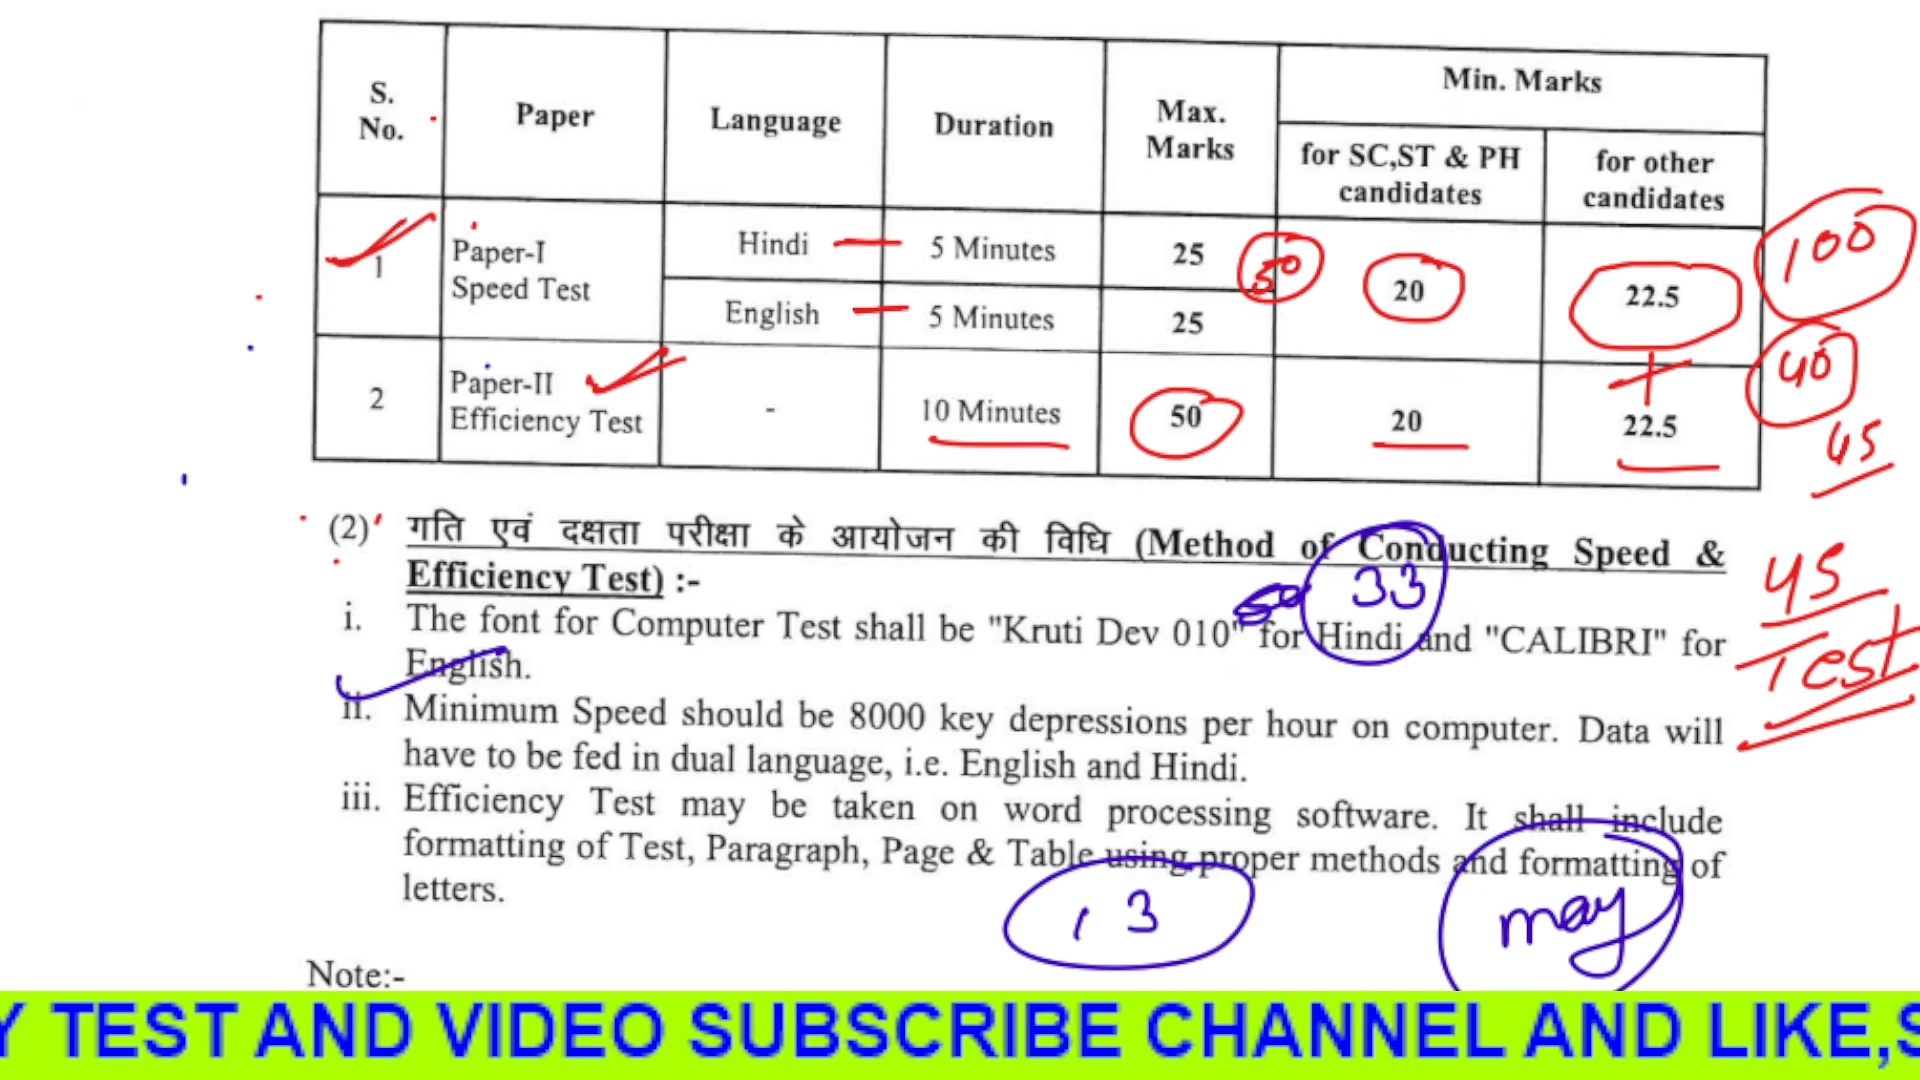 S. No.
Paper
Language
Duration
Max. Marks
Min. Marks
for SC,ST & PH candidates
for other candidates
1
Paper-I
Speed Test
Hindi
5 Minutes
25
50
20
22.5
100
English
5 Minutes
25
2
Paper-II
Efficiency Test
-
10 Minutes
50
20
+
22.5
40
45
(2) गति एवं दक्षता परीक्षा के आयोजन की विधि (Method of Conducting Speed &
Efficiency Test) :-
45
Test
33
i. The font for Computer Test shall be "Kruti Dev 010" for Hindi and "CALIBRI" for
English.
ii. Minimum Speed should be 8000 key depressions per hour on computer. Data will
have to be fed in dual language, i.e. English and Hindi.
iii. Efficiency Test may be taken on word processing software. It shall include
formatting of Test, Paragraph, Page & Table using proper methods and formatting of
letters.
13
may
Note:-
Y TEST AND VIDEO SUBSCRIBE CHANNEL AND LIKE,S